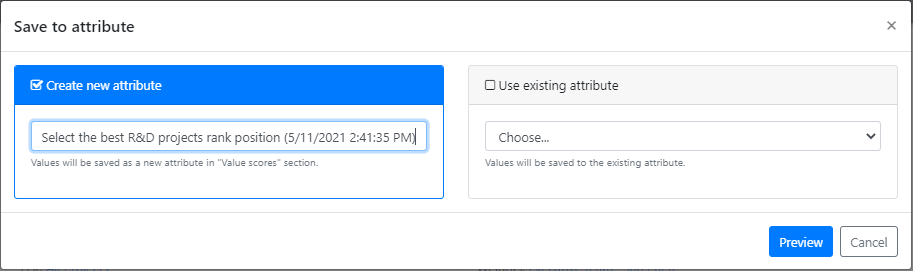 Save to attribute
×
Create new attribute
Select the best R&D projects rank position (5/11/2021 2:41:35 PM)
Values will be saved as a new attribute in "Value scores" section.
Use existing attribute
Choose...
Values will be saved to the existing attribute.
Preview
Cancel